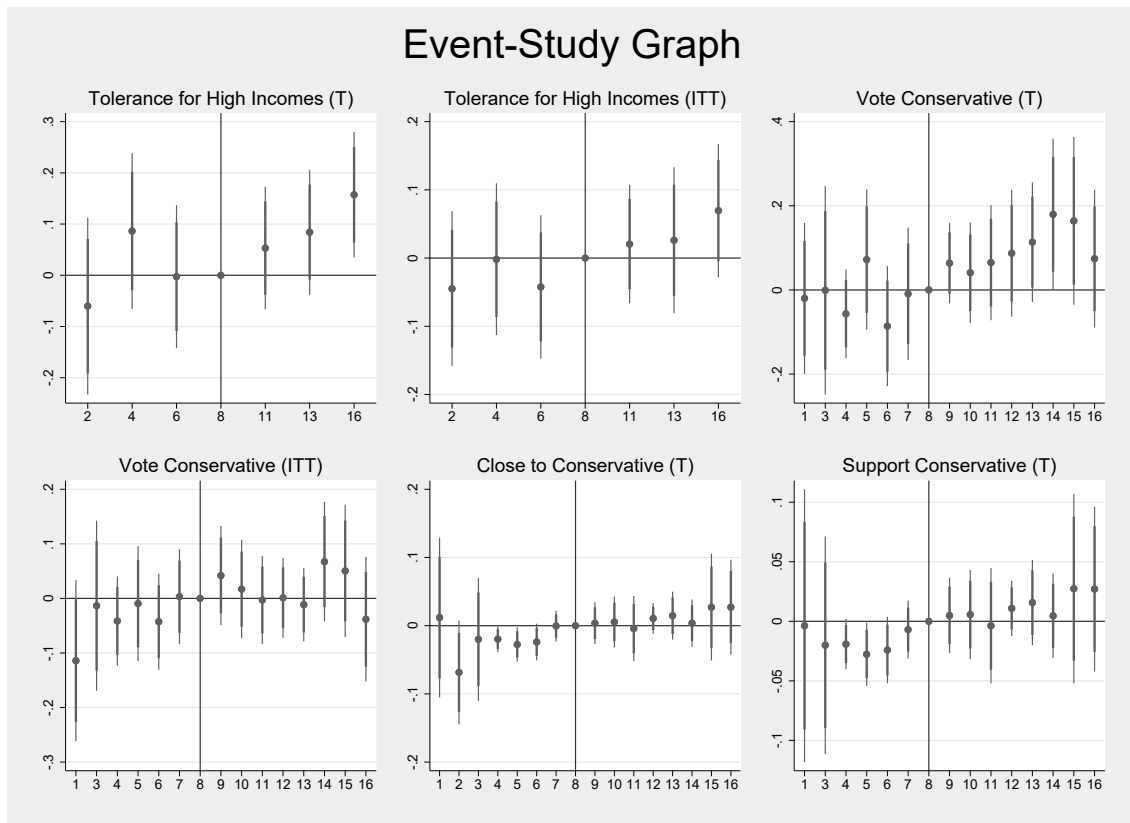 Event-Study Graph
Tolerance for High Incomes (T)
.3
.2
.1
0
-.1
-.2
2 4 6 8 11 13 16
Tolerance for High Incomes (ITT)
.2
.1
0
-.1
-.2
2 4 6 8 11 13 16
Vote Conservative (T)
.4
.2
0
-.2
1 3 4 5 6 7 8 9 10 11 12 13 14 15 16
Vote Conservative (ITT)
.2
.1
0
-.1
-.2
-.3
1 3 4 5 6 7 8 9 10 11 12 13 14 15 16
Close to Conservative (T)
.2
.1
0
-.1
-.2
1 2 3 4 5 6 7 8 9 10 11 12 13 14 15 16
Support Conservative (T)
.1
.05
0
-.05
-.1
1 3 4 5 6 7 8 9 10 11 12 13 14 15 16